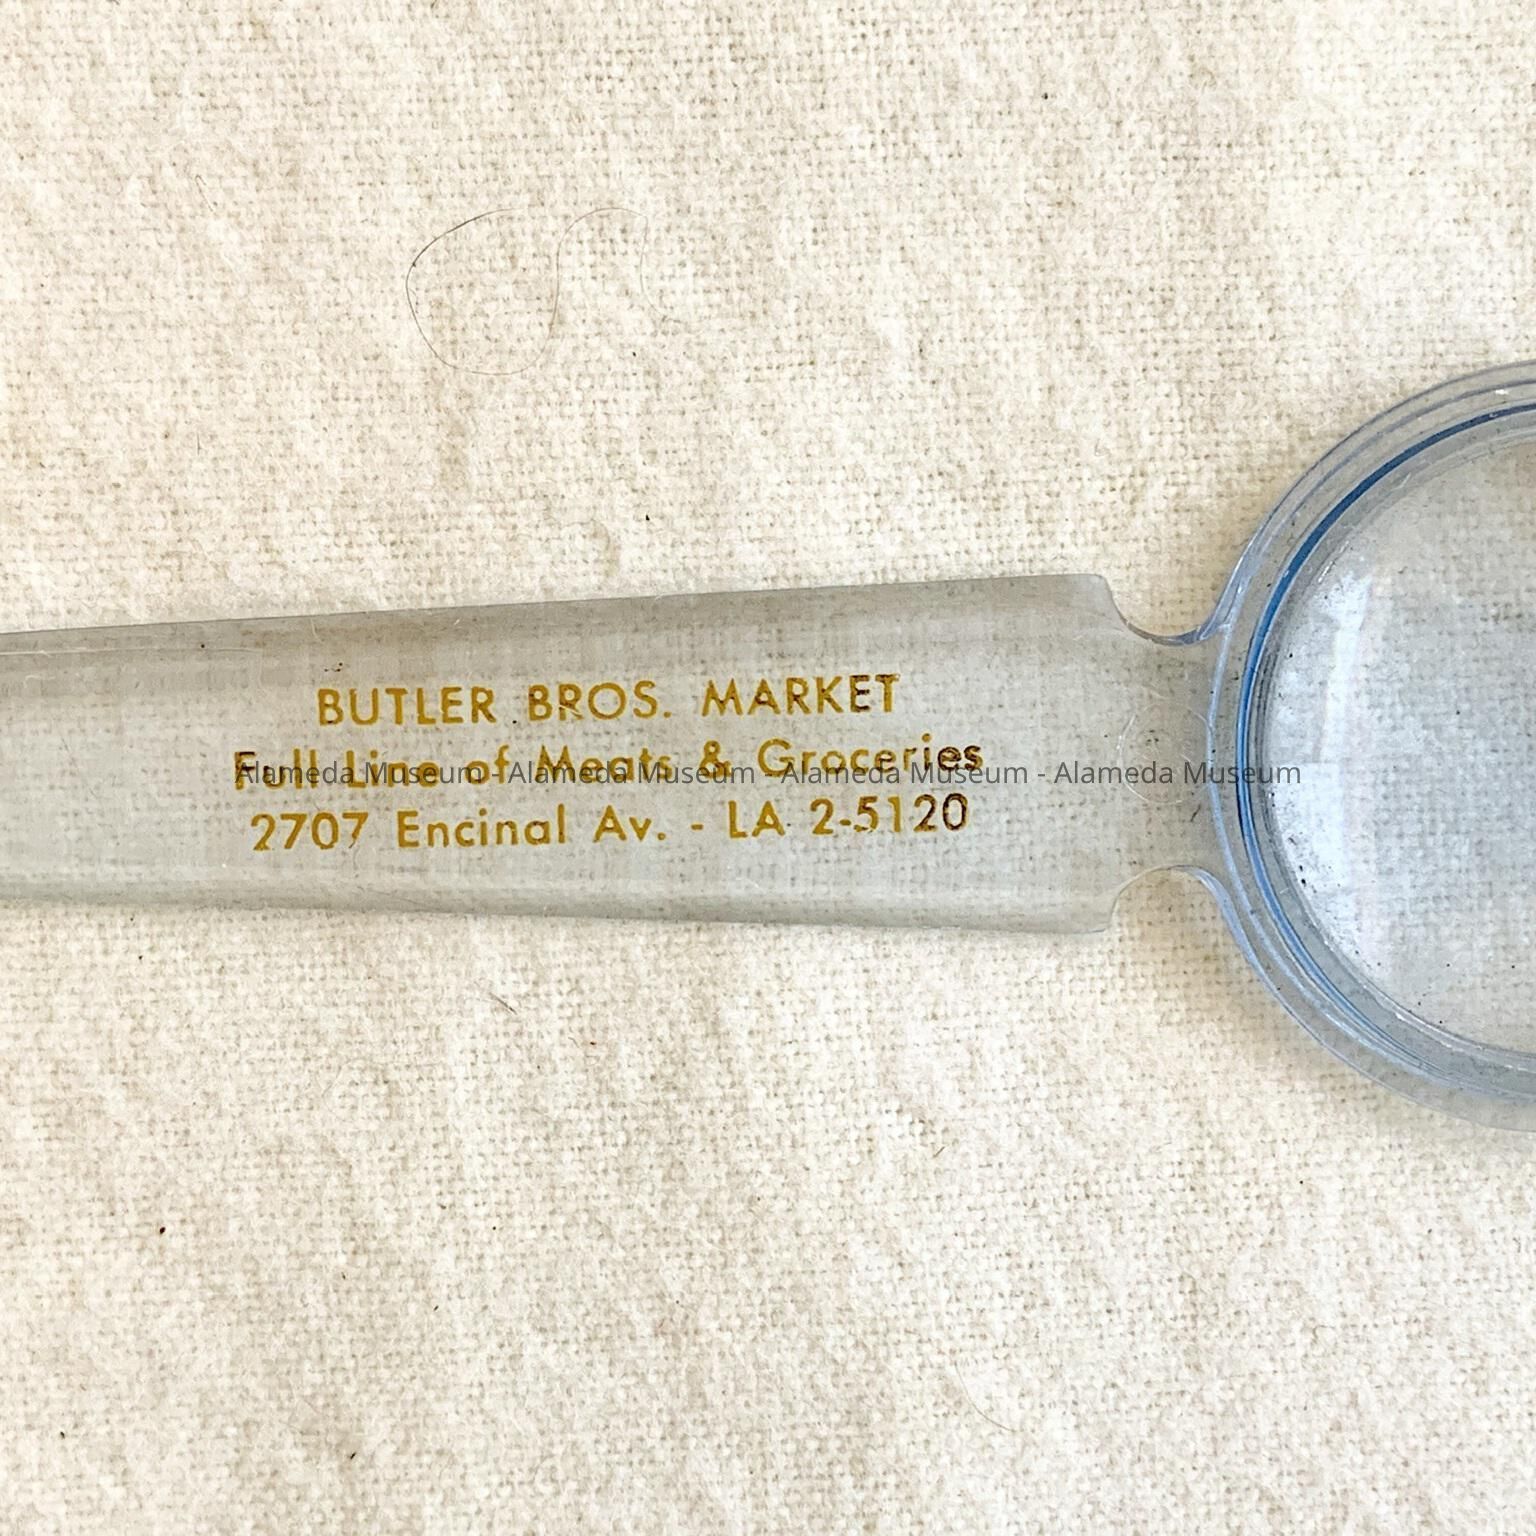 BUTLER BROS. MARKET
Full Line of Meats & Groceries
Alameda Museum - Alameda Museum - Alameda Museum - Alameda Museum
2707 Encinal Av. - LA 2-5120